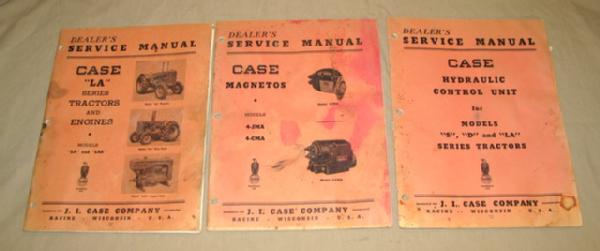 DEALER'S
SERVICE MANUAL
CASE
"LA"
SERIES
TRACTORS
AND
ENGINES
MODELS
J. I. CASE COMPANY
RACINE - WISCONSIN - U. S. A.
DEALER'S
SERVICE MANUAL
CASE
MAGNETOS
MODELS
4-JMA
4-CMA
J. I. CASE COMPANY
RACINE - WISCONSIN - U. S. A.
DEALER'S
SERVICE MANUAL
CASE
HYDRAULIC
CONTROL UNIT
for
MODELS
"S", "D" and "LA"
SERIES TRACTORS
J. I. CASE COMPANY
RACINE - WISCONSIN - U. S. A.